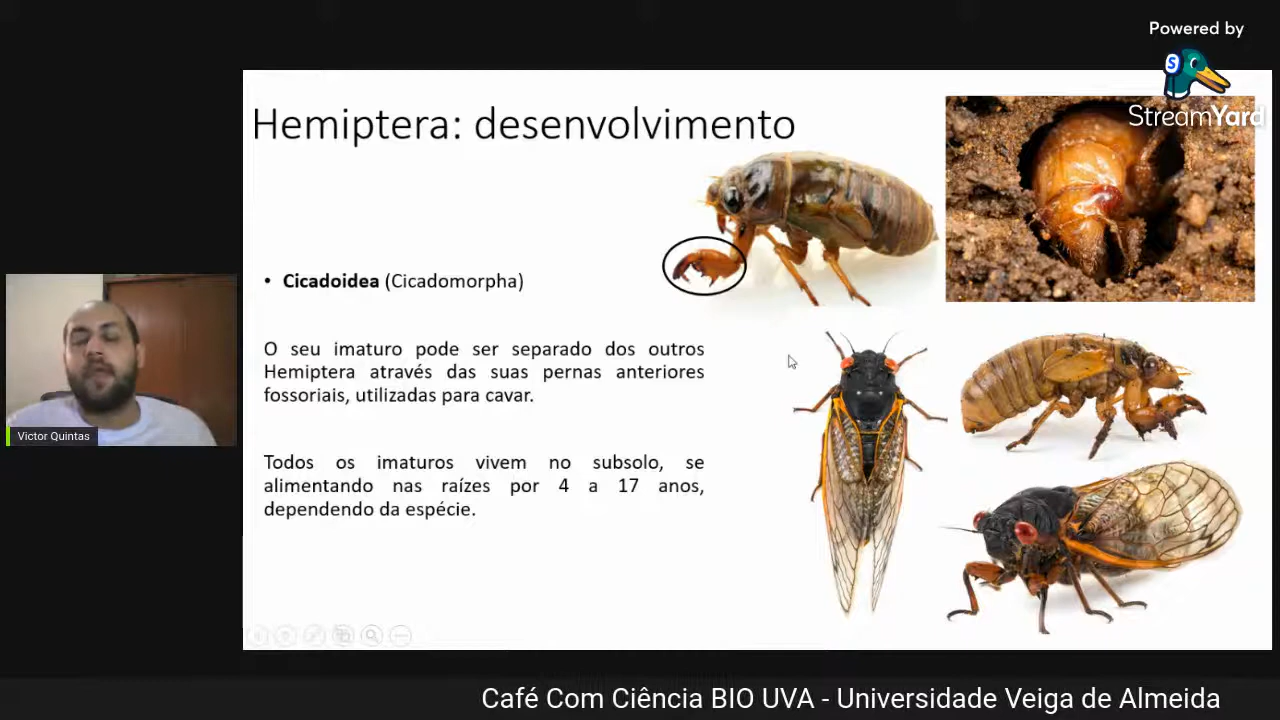 Powered by
StreamYard
Hemiptera: desenvolvimento
• Cicadoidea (Cicadomorpha)
O seu imaturo pode ser separado dos outros
Hemiptera através das suas pernas anteriores
fossoriais, utilizadas para cavar.
Todos os imaturos vivem no subsolo, se
alimentando nas raízes por 4 a 17 anos,
dependendo da espécie.
Victor Quintas
Café Com Ciência BIO UVA - Universidade Veiga de Almeida